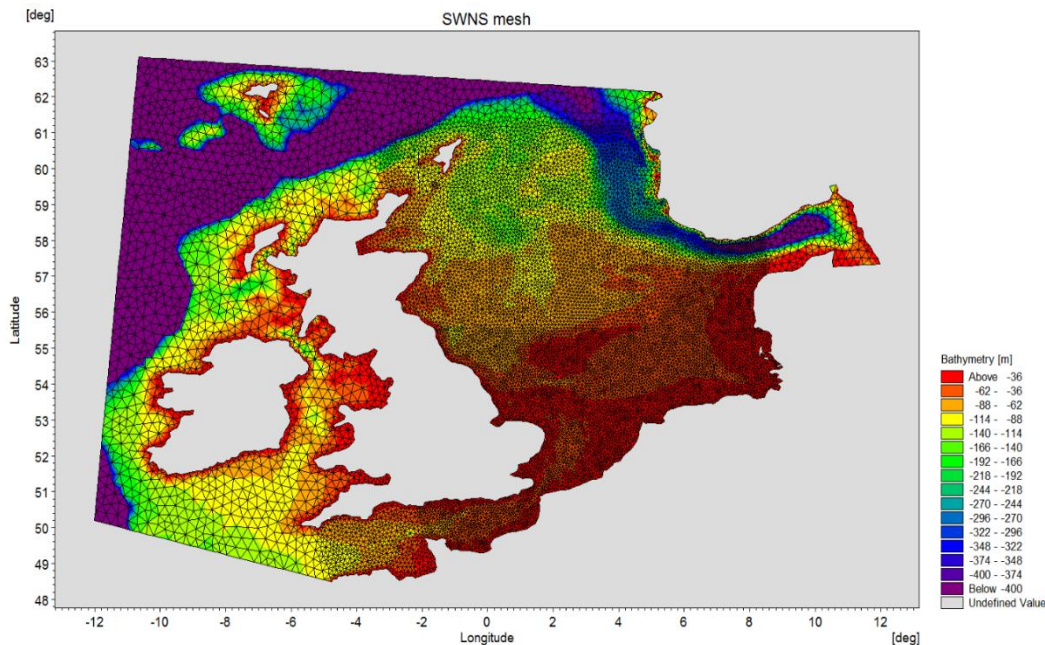 SWNS mesh
[deg]
63
62
61
60
59
58
57
56
55
54
53
52
51
50
49
48
Latitude
-12 -10 -8 -6 -4 -2 0 2 4 6 8 10 12
Longitude
[deg]
Bathymetry [m]
Above -36
-62 - -36
-88 - -62
-114 - -88
-140 - -114
-166 - -140
-192 - -166
-218 - -192
-244 - -218
-270 - -244
-296 - -270
-322 - -296
-348 - -322
-374 - -348
-400 - -374
Below -400
Undefined Value